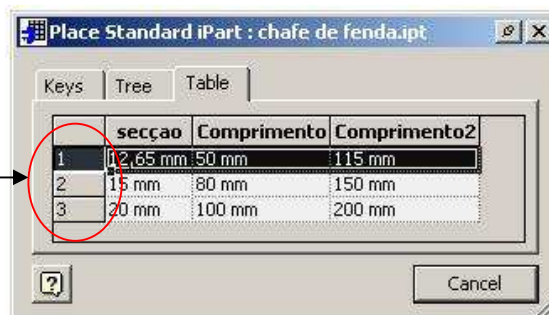 Place Standard iPart : chafe de fenda.ipt
Keys Tree Table
secçao Comprimento Comprimento2
1 12,65 mm 50 mm 115 mm
2 15 mm 80 mm 150 mm
3 20 mm 100 mm 200 mm
Cancel